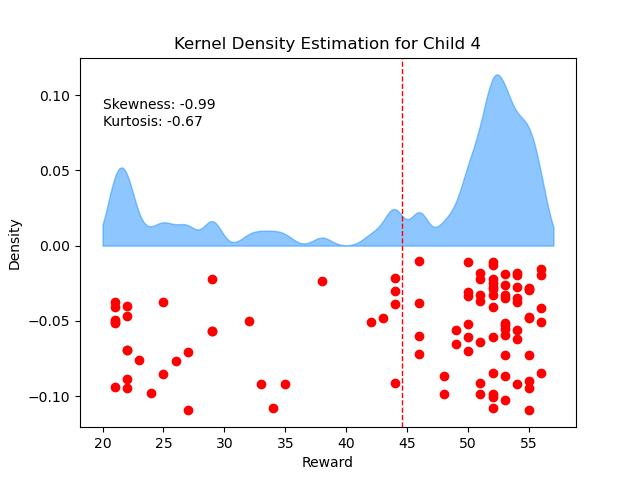 Kernel Density Estimation for Child 4
Skewness: -0.99
Kurtosis: -0.67
0.10
0.05
0.00
−0.05
−0.10
Density
20 25 30 35 40 45 50 55
Reward